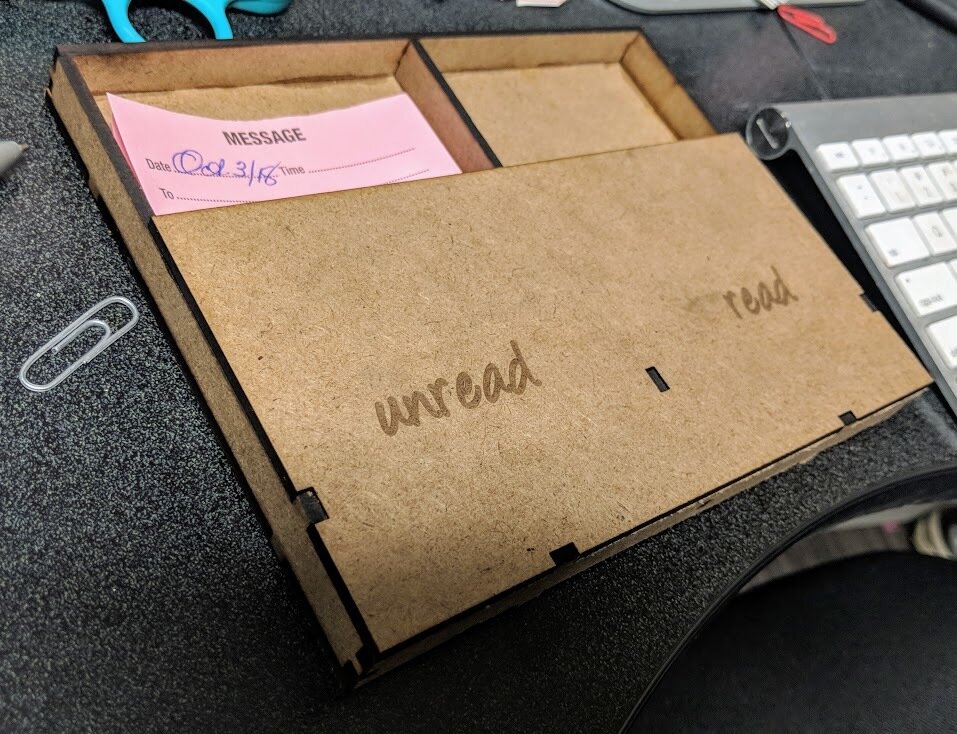 MESSAGE
Date Oct 3/18 Time
To
unread
read